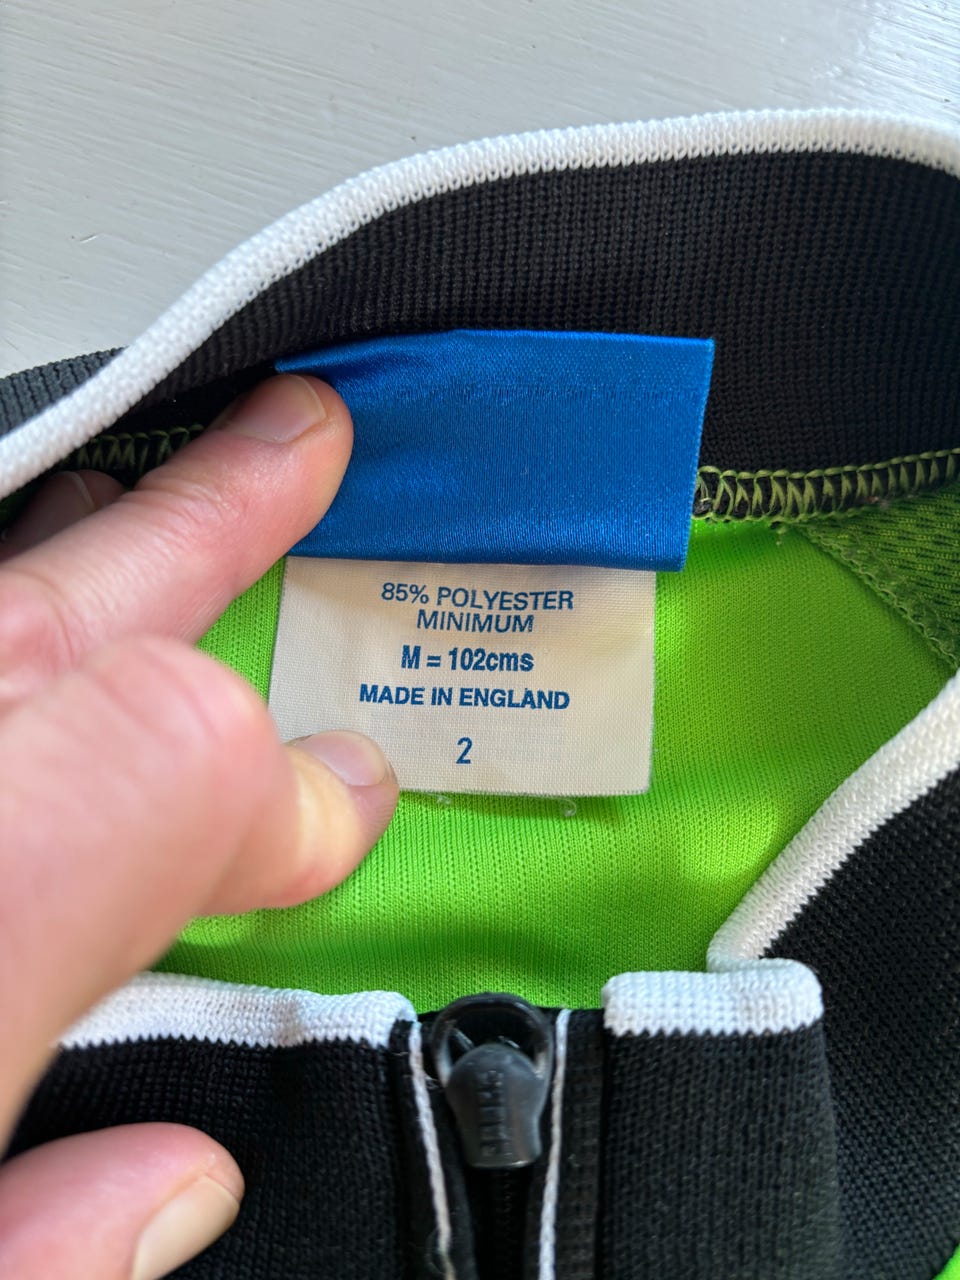 85% POLYESTER
MINIMUM
M = 102cms
MADE IN ENGLAND
2